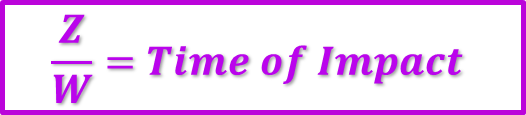 Z/W = Time of Impact